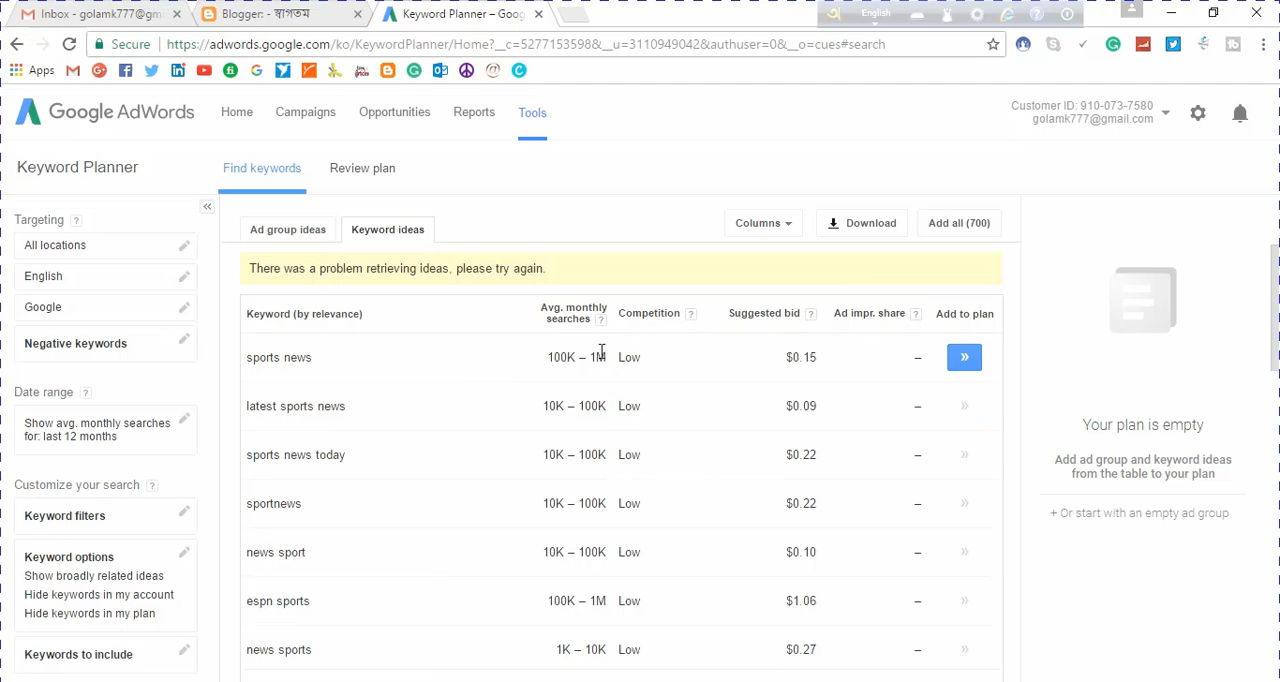 Inbox - golamk777@gm
Blogger: - স্বাগতম
Keyword Planner – Goog
English
Secure
https://adwords.google.com/ko/KeywordPlanner/Home?__c=5277153598&__u=3110949042&authuser=0&__o=cues#search
Apps
Google AdWords
Home
Campaigns
Opportunities
Reports
Tools
Customer ID: 910-073-7580
golamk777@gmail.com
Keyword Planner
Find keywords
Review plan
Targeting ?
All locations
English
Google
Negative keywords
Date range ?
Show avg. monthly searches
for: last 12 months
Customize your search ?
Keyword filters
Keyword options
Show broadly related ideas
Hide keywords in my account
Hide keywords in my plan
Keywords to include
Ad group ideas
Keyword ideas
Columns
Download
Add all (700)
There was a problem retrieving ideas, please try again.
Keyword (by relevance)
Avg. monthly
searches ?
Competition ?
Suggested bid ?
Ad impr. share ?
Add to plan
sports news 100K – 1M Low $0.15 – »
latest sports news 10K – 100K Low $0.09 – »
sports news today 10K – 100K Low $0.22 – »
sportnews 10K – 100K Low $0.22 – »
news sport 10K – 100K Low $0.10 – »
espn sports 100K – 1M Low $1.06 – »
news sports 1K – 10K Low $0.27 – »
Your plan is empty
Add ad group and keyword ideas
from the table to your plan
+ Or start with an empty ad group